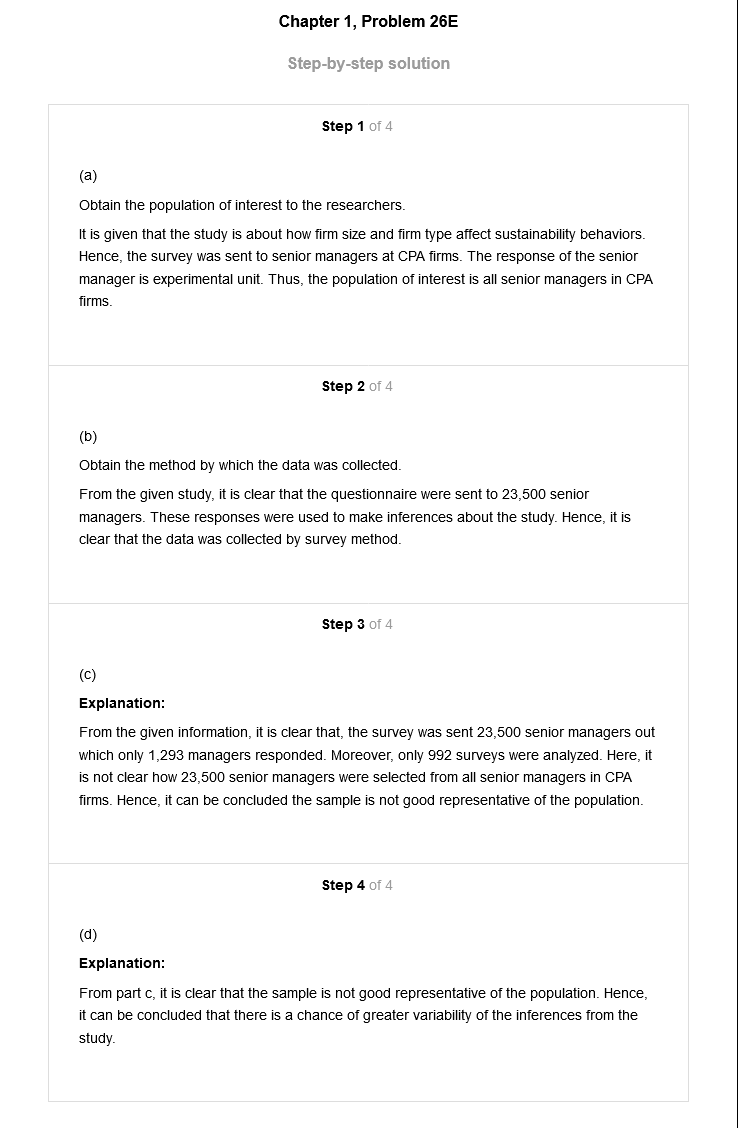 Chapter 1, Problem 26E
Step-by-step solution
Step 1 of 4
(a)
Obtain the population of interest to the researchers.
It is given that the study is about how firm size and firm type affect sustainability behaviors.
Hence, the survey was sent to senior managers at CPA firms. The response of the senior
manager is experimental unit. Thus, the population of interest is all senior managers in CPA
firms.
Step 2 of 4
(b)
Obtain the method by which the data was collected.
From the given study, it is clear that the questionnaire were sent to 23,500 senior
managers. These responses were used to make inferences about the study. Hence, it is
clear that the data was collected by survey method.
Step 3 of 4
(c)
Explanation:
From the given information, it is clear that, the survey was sent 23,500 senior managers out
which only 1,293 managers responded. Moreover, only 992 surveys were analyzed. Here, it
is not clear how 23,500 senior managers were selected from all senior managers in CPA
firms. Hence, it can be concluded the sample is not good representative of the population.
Step 4 of 4
(d)
Explanation:
From part c, it is clear that the sample is not good representative of the population. Hence,
it can be concluded that there is a chance of greater variability of the inferences from the
study.